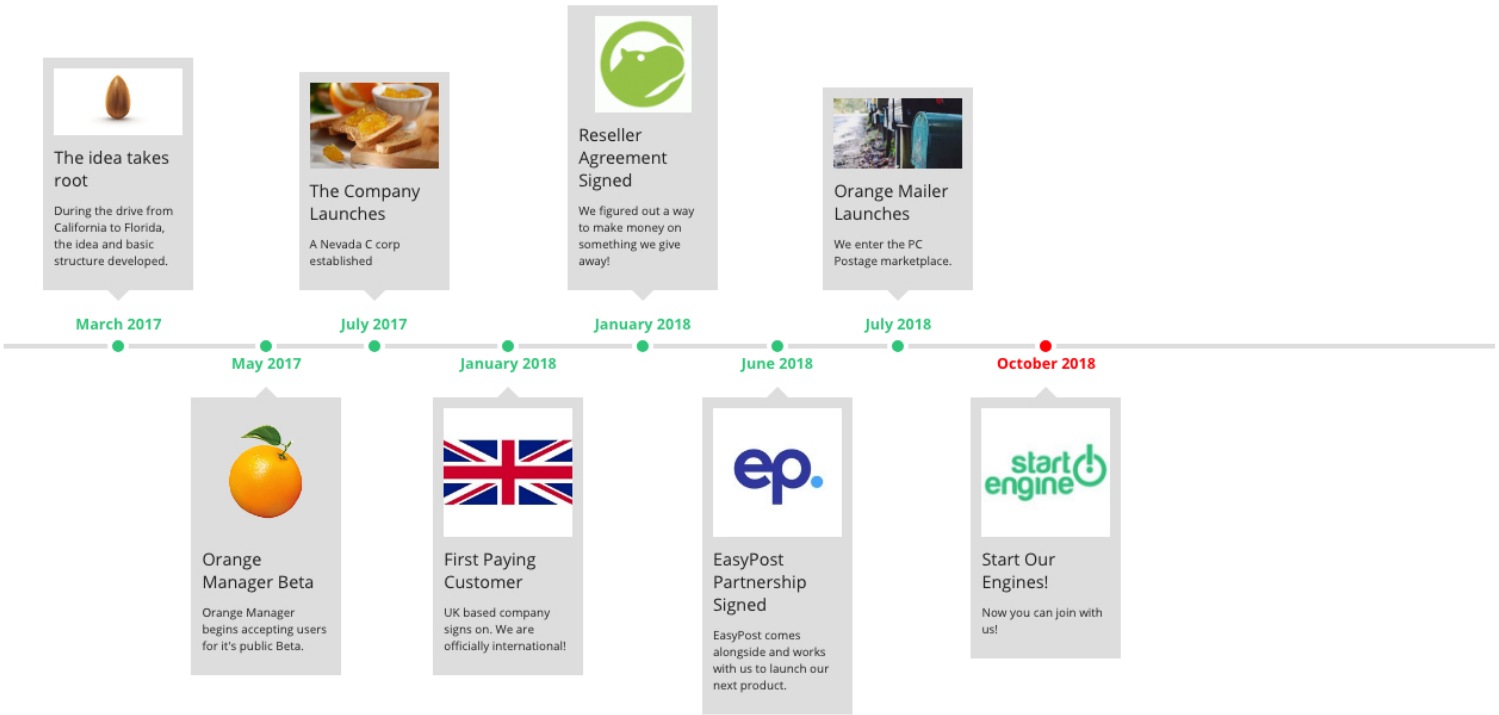 The idea takes
root
During the drive from
California to Florida,
the idea and basic
structure developed.
March 2017
May 2017
Orange
Manager Beta
Orange Manager
begins accepting users
for it's public Beta.
The Company
Launches
A Nevada C corp
established
July 2017
January 2018
First Paying
Customer
UK based company
signs on. We are
officially international!
Reseller
Agreement
Signed
We figured out a way
to make money on
something we give
away!
January 2018
June 2018
ep.
EasyPost
Partnership
Signed
EasyPost comes
alongside and works
with us to launch our
next product.
Orange Mailer
Launches
We enter the PC
Postage marketplace.
July 2018
October 2018
start
engine
Start Our
Engines!
Now you can join with
us!